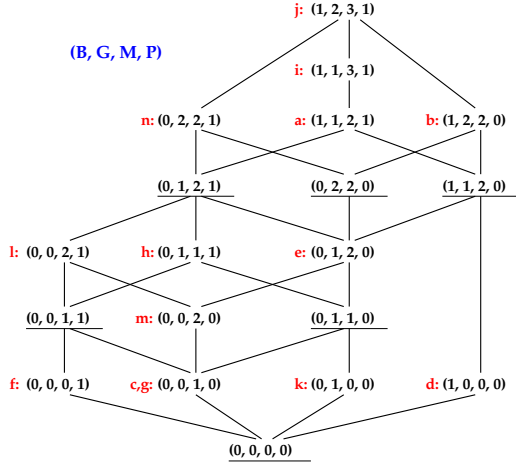 j: (1, 2, 3, 1)
(B, G, M, P)
i: (1, 1, 3, 1)
n: (0, 2, 2, 1) a: (1, 1, 2, 1) b: (1, 2, 2, 0)
(0, 1, 2, 1) (0, 2, 2, 0) (1, 1, 2, 0)
l: (0, 0, 2, 1) h: (0, 1, 1, 1) e: (0, 1, 2, 0)
(0, 0, 1, 1) m: (0, 0, 2, 0) (0, 1, 1, 0)
f: (0, 0, 0, 1) c,g: (0, 0, 1, 0) k: (0, 1, 0, 0) d: (1, 0, 0, 0)
(0, 0, 0, 0)